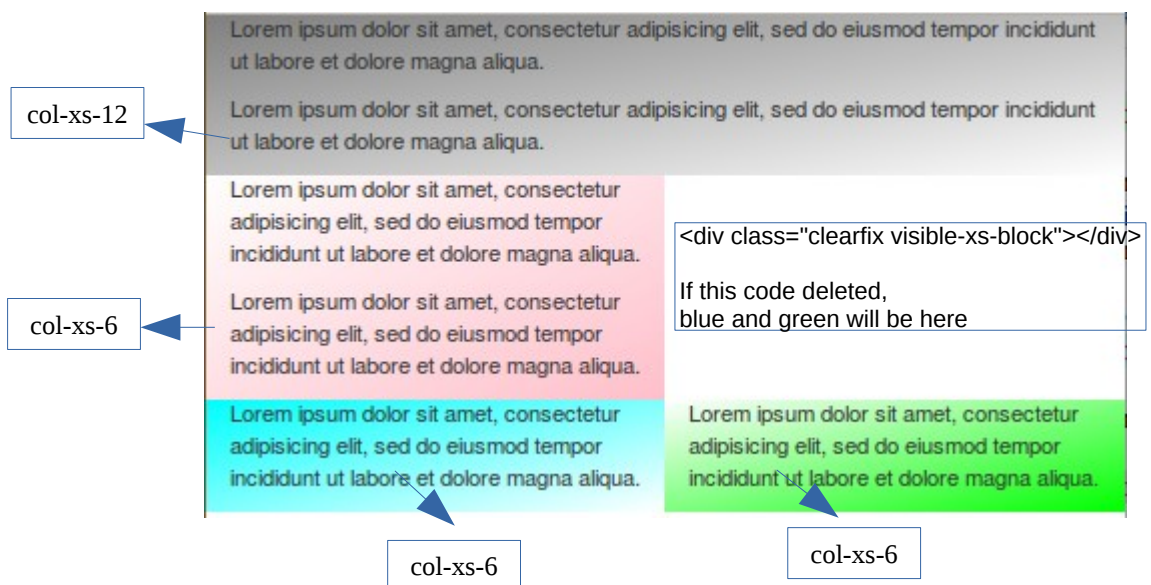 Lorem ipsum dolor sit amet, consectetur adipisicing elit, sed do eiusmod tempor incididunt
ut labore et dolore magna aliqua.
Lorem ipsum dolor sit amet, consectetur adipisicing elit, sed do eiusmod tempor incididunt
ut labore et dolore magna aliqua.
col-xs-12
Lorem ipsum dolor sit amet, consectetur
adipisicing elit, sed do eiusmod tempor
incididunt ut labore et dolore magna aliqua.
Lorem ipsum dolor sit amet, consectetur
adipisicing elit, sed do eiusmod tempor
incididunt ut labore et dolore magna aliqua.
col-xs-6
<div class="clearfix visible-xs-block"></div>
If this code deleted,
blue and green will be here
Lorem ipsum dolor sit amet, consectetur
adipisicing elit, sed do eiusmod tempor
incididunt ut labore et dolore magna aliqua.
Lorem ipsum dolor sit amet, consectetur
adipisicing elit, sed do eiusmod tempor
incididunt ut labore et dolore magna aliqua.
col-xs-6
col-xs-6